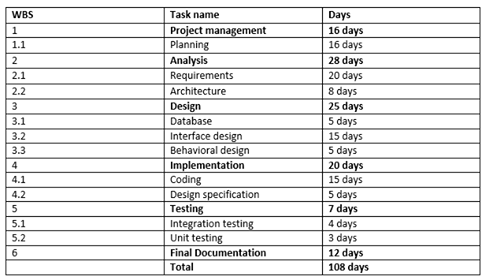 WBS Task name Days
1 Project management 16 days
1.1 Planning 16 days
2 Analysis 28 days
2.1 Requirements 20 days
2.2 Architecture 8 days
3 Design 25 days
3.1 Database 5 days
3.2 Interface design 15 days
3.3 Behavioral design 5 days
4 Implementation 20 days
4.1 Coding 15 days
4.2 Design specification 5 days
5 Testing 7 days
5.1 Integration testing 4 days
5.2 Unit testing 3 days
6 Final Documentation 12 days
Total 108 days